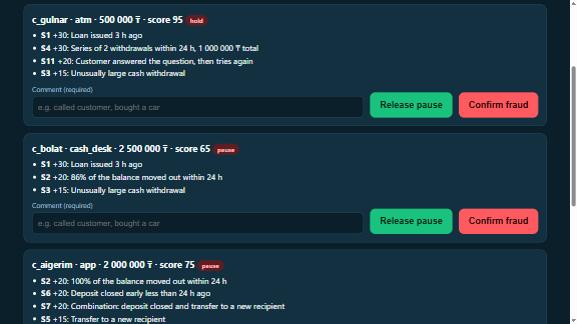 c_gulnar · atm · 500 000 ₸ · score 95 hold
• S1 +30: Loan issued 3 h ago
• S4 +30: Series of 2 withdrawals within 24 h, 1 000 000 ₸ total
• S11 +20: Customer answered the question, then tries again
• S3 +15: Unusually large cash withdrawal
Comment (required)
e.g. called customer, bought a car
Release pause
Confirm fraud
c_bolat · cash_desk · 2 500 000 ₸ · score 65 pause
• S1 +30: Loan issued 3 h ago
• S2 +20: 86% of the balance moved out within 24 h
• S3 +15: Unusually large cash withdrawal
Comment (required)
e.g. called customer, bought a car
Release pause
Confirm fraud
c_aigerim · app · 2 000 000 ₸ · score 75 pause
• S2 +20: 100% of the balance moved out within 24 h
• S6 +20: Deposit closed early less than 24 h ago
• S7 +20: Combination: deposit closed and transfer to a new recipient
• S5 +15: Transfer to a new recipient